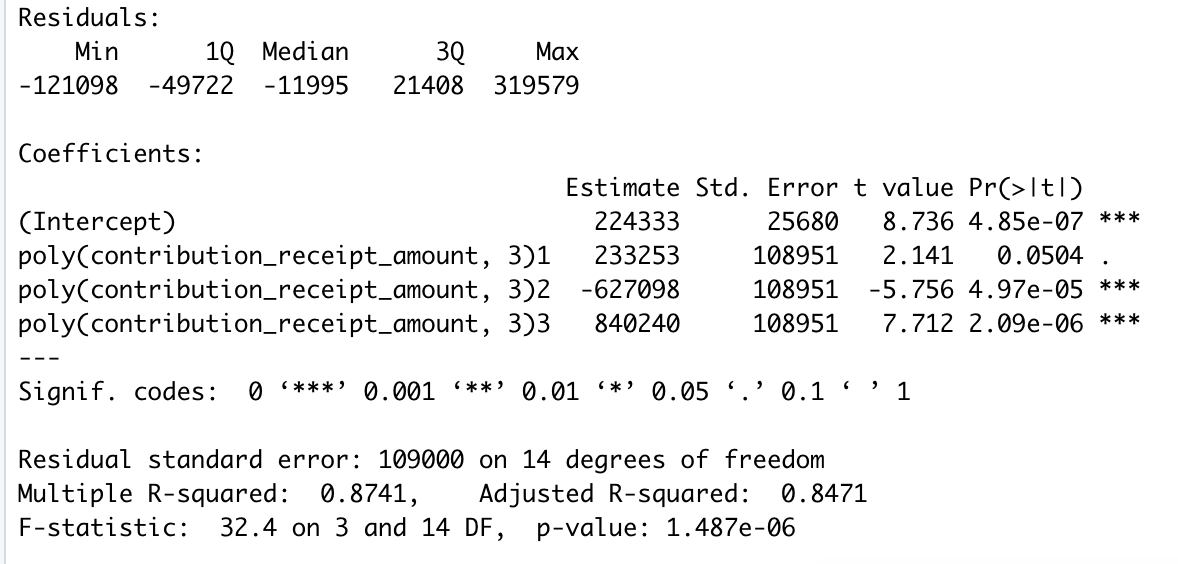 Residuals:
    Min      1Q  Median      3Q     Max
-121098  -49722  -11995   21408  319579

Coefficients:
                                    Estimate Std. Error t value Pr(>|t|)
(Intercept)                           224333      25680   8.736 4.85e-07 ***
poly(contribution_receipt_amount, 3)1   233253     108951   2.141   0.0504 .
poly(contribution_receipt_amount, 3)2  -627098     108951  -5.756 4.97e-05 ***
poly(contribution_receipt_amount, 3)3   840240     108951   7.712 2.09e-06 ***
---
Signif. codes:  0 ‘***’ 0.001 ‘**’ 0.01 ‘*’ 0.05 ‘.’ 0.1 ‘ ’ 1

Residual standard error: 109000 on 14 degrees of freedom
Multiple R-squared:  0.8741,    Adjusted R-squared:  0.8471
F-statistic:  32.4 on 3 and 14 DF,  p-value: 1.487e-06